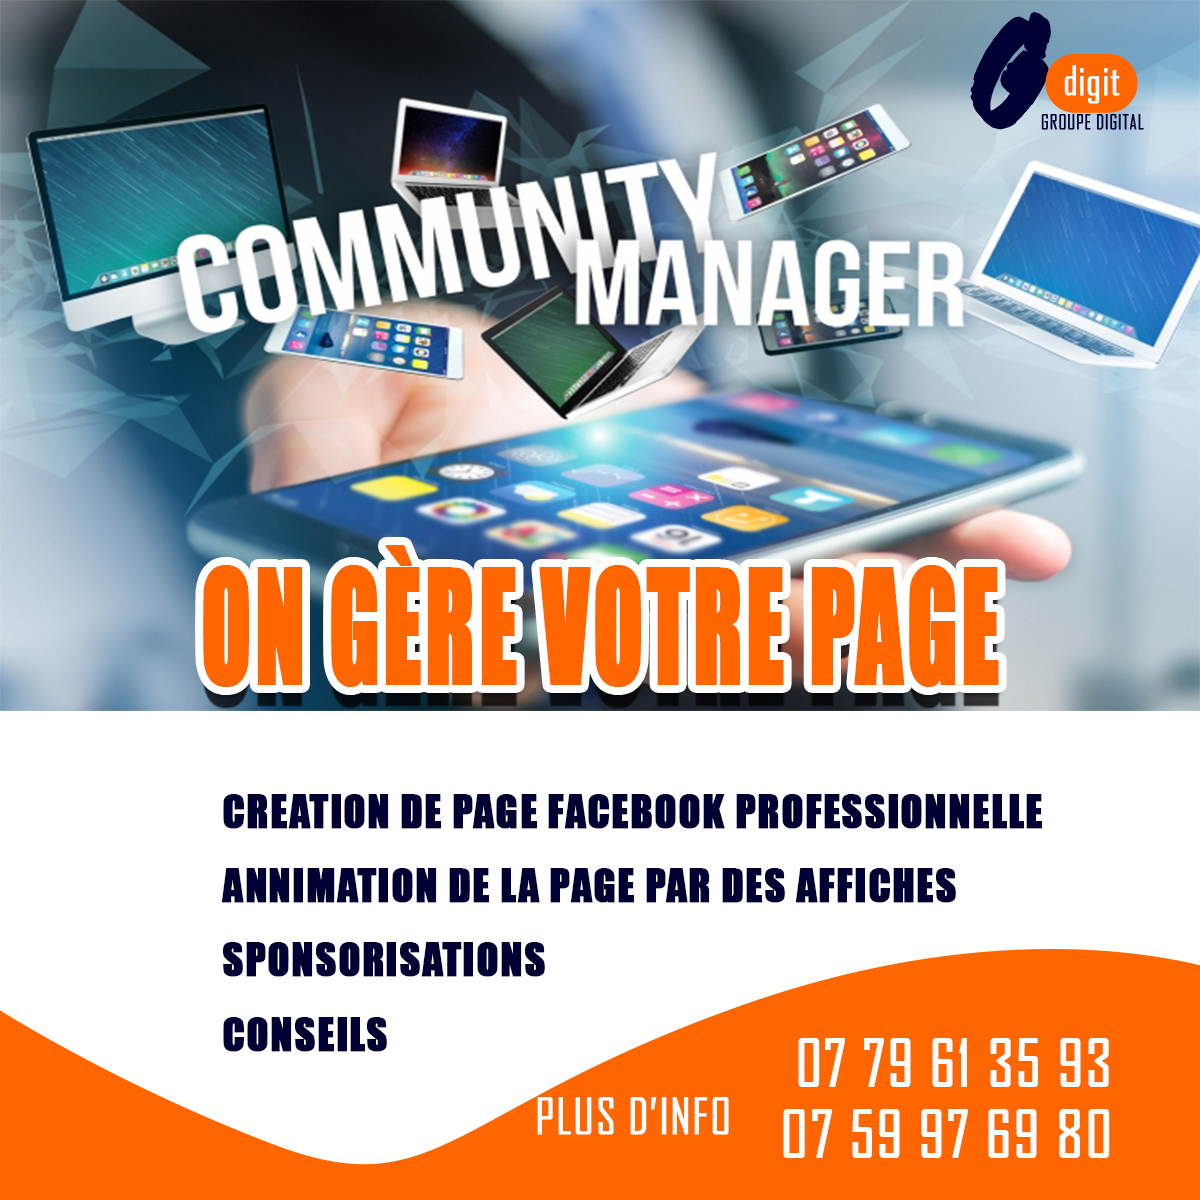 digit
GROUPE DIGITAL
COMMUNITY
MANAGER
ON GÈRE VOTRE PAGE
CREATION DE PAGE FACEBOOK PROFESSIONNELLE
ANNIMATION DE LA PAGE PAR DES AFFICHES
SPONSORISATIONS
CONSEILS
PLUS D'INFO
07 79 61 35 93
07 59 97 69 80